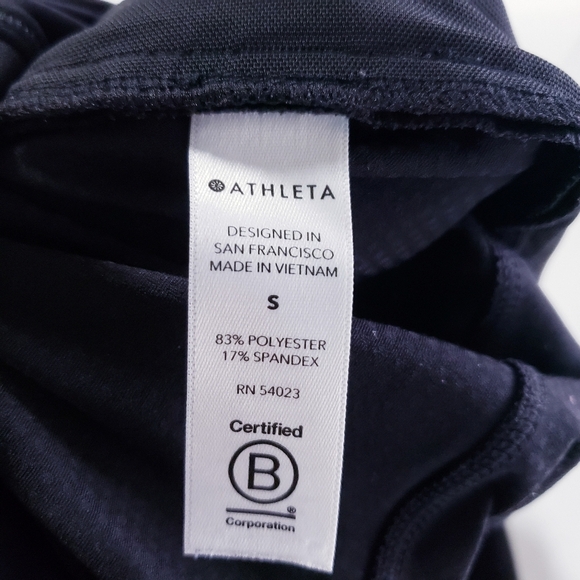 ATHLETA
DESIGNED IN
SAN FRANCISCO
MADE IN VIETNAM
S
83% POLYESTER
17% SPANDEX
RN 54023
Certified
B
®
Corporation